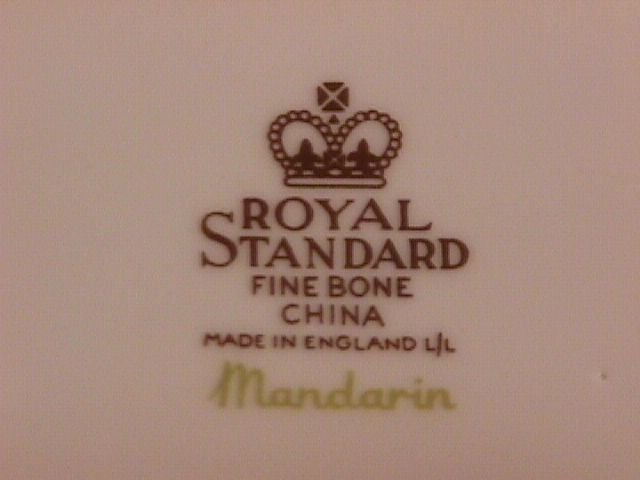 ROYAL
STANDARD
FINE BONE
CHINA
MADE IN ENGLAND L/L
Mandarin